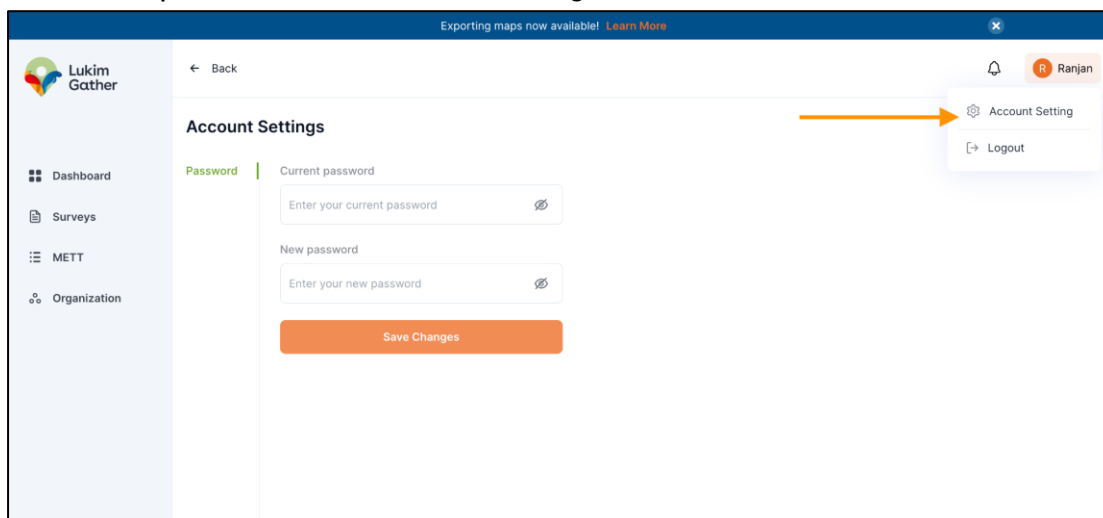 Exporting maps now available! Learn More
Lukim
Gather
← Back
R Ranjan
Account Setting
Logout
Account Settings
Dashboard
Surveys
METT
Organization
Password
Current password
Enter your current password
New password
Enter your new password
Save Changes